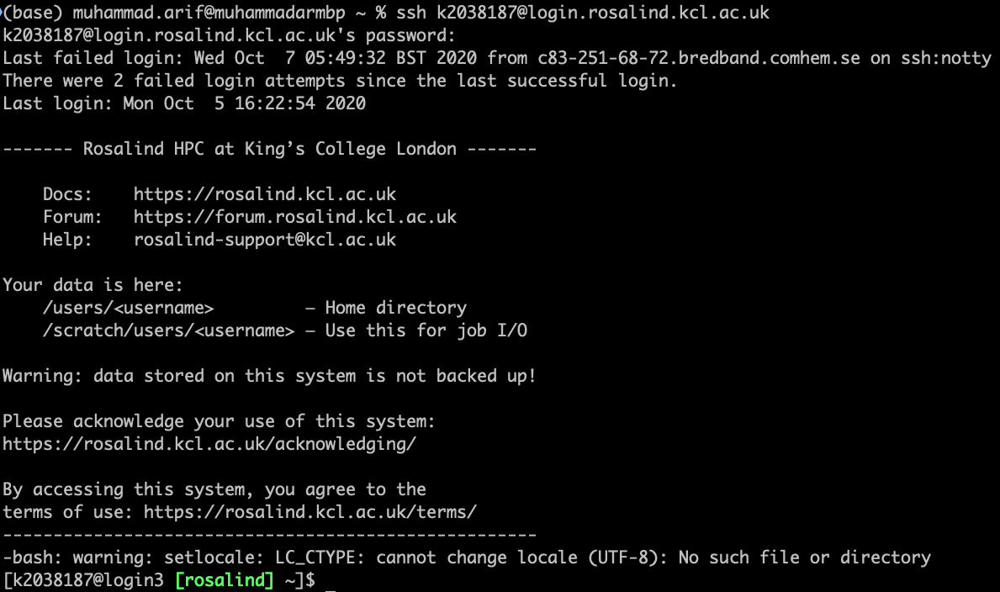 (base) muhammad.arif@muhammadarmbp ~ % ssh k2038187@login.rosalind.kcl.ac.uk
k2038187@login.rosalind.kcl.ac.uk's password:
Last failed login: Wed Oct  7 05:49:32 BST 2020 from c83-251-68-72.bredband.comhem.se on ssh:notty
There were 2 failed login attempts since the last successful login.
Last login: Mon Oct  5 16:22:54 2020
------- Rosalind HPC at King’s College London -------
Docs:    https://rosalind.kcl.ac.uk
Forum:   https://forum.rosalind.kcl.ac.uk
Help:    rosalind-support@kcl.ac.uk
Your data is here:
/users/<username>         – Home directory
/scratch/users/<username> – Use this for job I/O
Warning: data stored on this system is not backed up!
Please acknowledge your use of this system:
https://rosalind.kcl.ac.uk/acknowledging/
By accessing this system, you agree to the
terms of use: https://rosalind.kcl.ac.uk/terms/
-----------------------------------------------------
-bash: warning: setlocale: LC_CTYPE: cannot change locale (UTF-8): No such file or directory
[k2038187@login3 [rosalind] ~]$